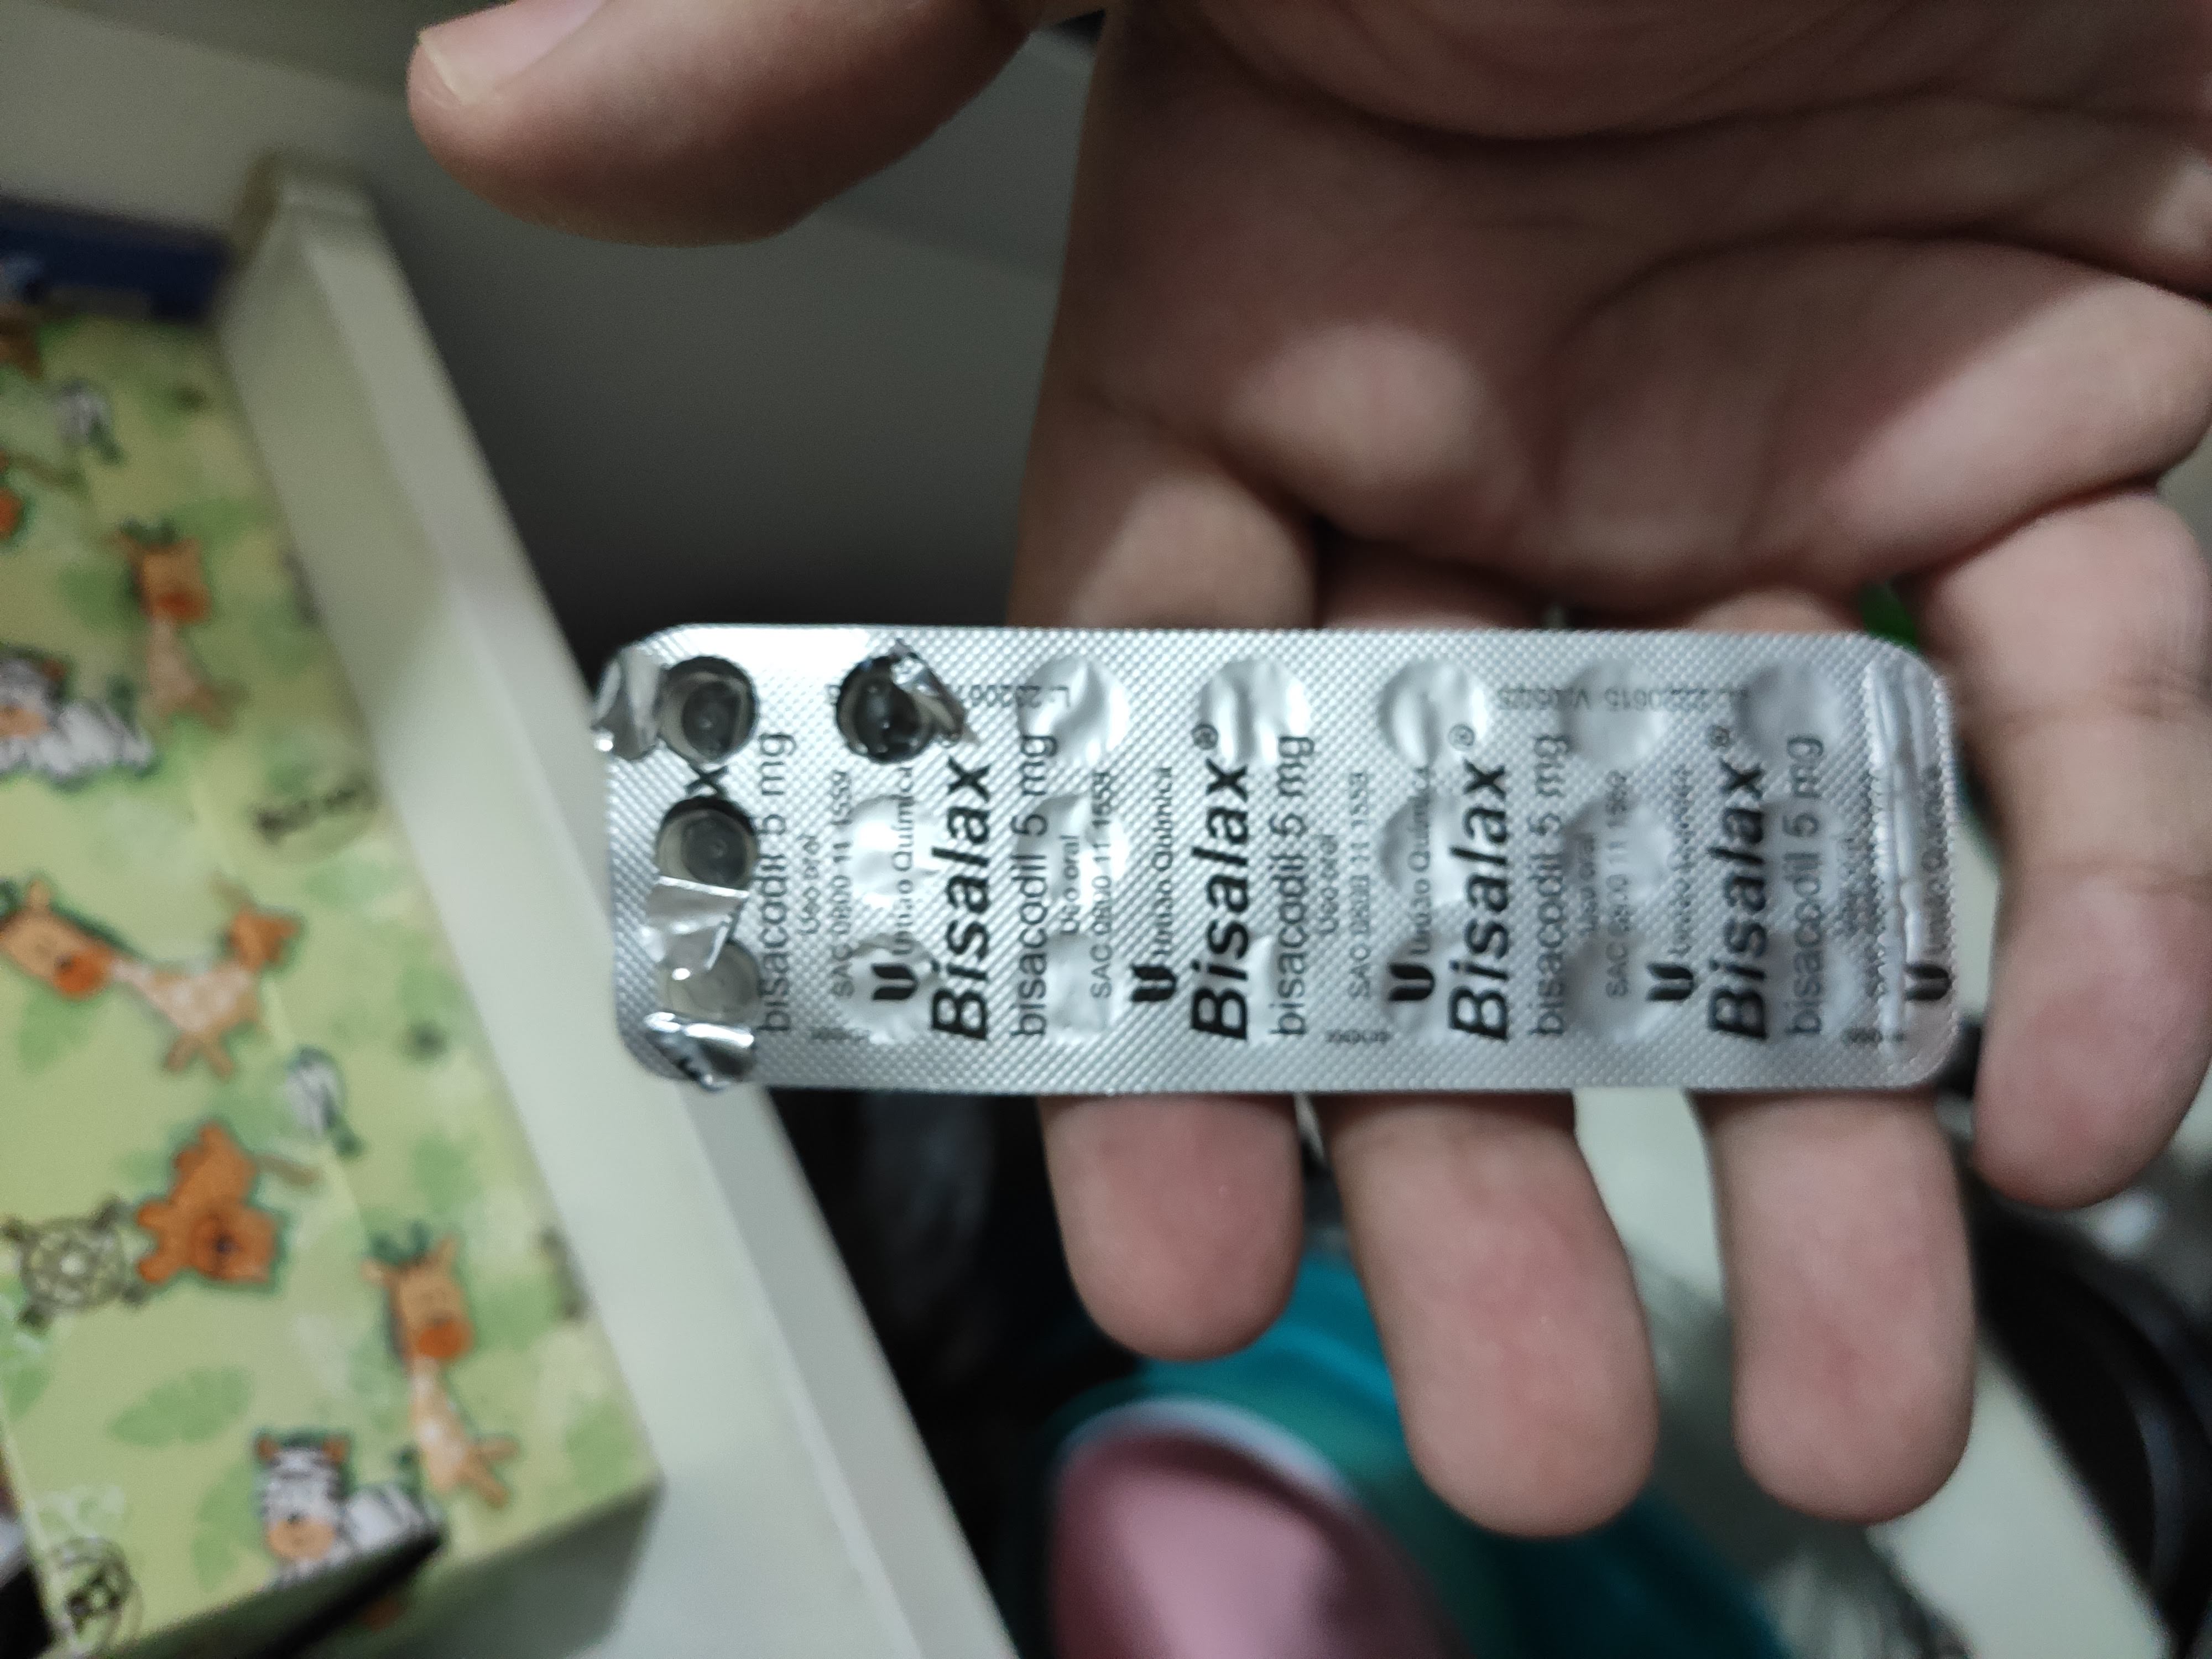 x
bisacodil 5 mg
Uso oral
SAC 0800 11 1559
União Química
Bisalax
bisacodil 5 mg
Uso oral
SAC 0800 11 1559
União Química
Bisalax®
bisacodil 5 mg
Uso oral
SAC 0800 11 1559
União Química
Bisalax®
bisacodil 5 mg
Uso oral
SAC 0800 11 1559
União Química
Bisalax®
bisacodil 5 mg
União Química